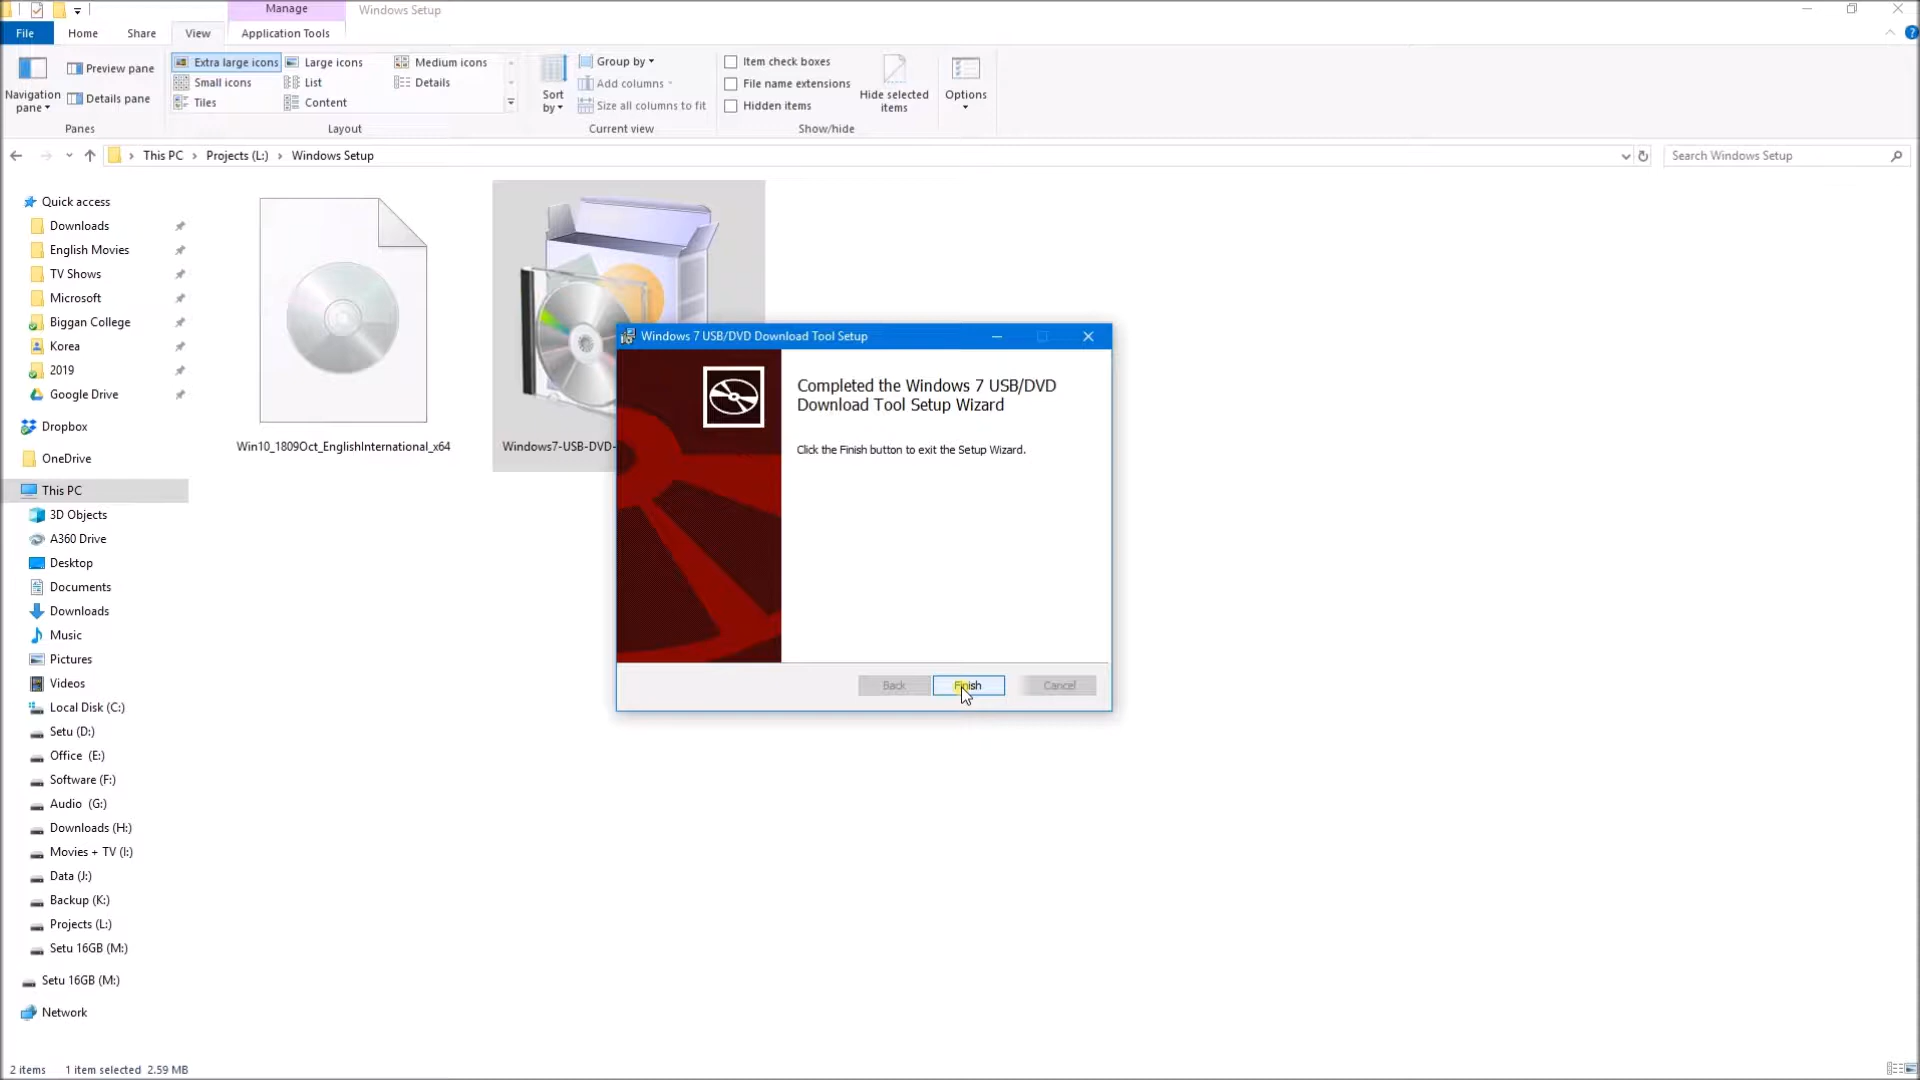 Manage
Windows Setup
File
Home
Share
View
Application Tools
Navigation
pane
Preview pane
Details pane
Panes
Extra large icons
Large icons
Medium icons
Small icons
List
Details
Tiles
Content
Layout
Sort
by
Group by
Add columns
Size all columns to fit
Current view
Item check boxes
File name extensions
Hidden items
Hide selected
items
Show/hide
Options
This PC > Projects (L:) > Windows Setup
Search Windows Setup
Quick access
Downloads
English Movies
TV Shows
Microsoft
Biggan College
Korea
2019
Google Drive
Dropbox
OneDrive
This PC
3D Objects
A360 Drive
Desktop
Documents
Downloads
Music
Pictures
Videos
Local Disk (C:)
Setu (D:)
Office (E:)
Software (F:)
Audio (G:)
Downloads (H:)
Movies + TV (I:)
Data (J:)
Backup (K:)
Projects (L:)
Setu 16GB (M:)
Setu 16GB (M:)
Network
Win10_1809Oct_EnglishInternational_x64
Windows7-USB-DVD-
Windows 7 USB/DVD Download Tool Setup
Completed the Windows 7 USB/DVD
Download Tool Setup Wizard
Click the Finish button to exit the Setup Wizard.
Back
Finish
Cancel
2 items
1 item selected 2.59 MB